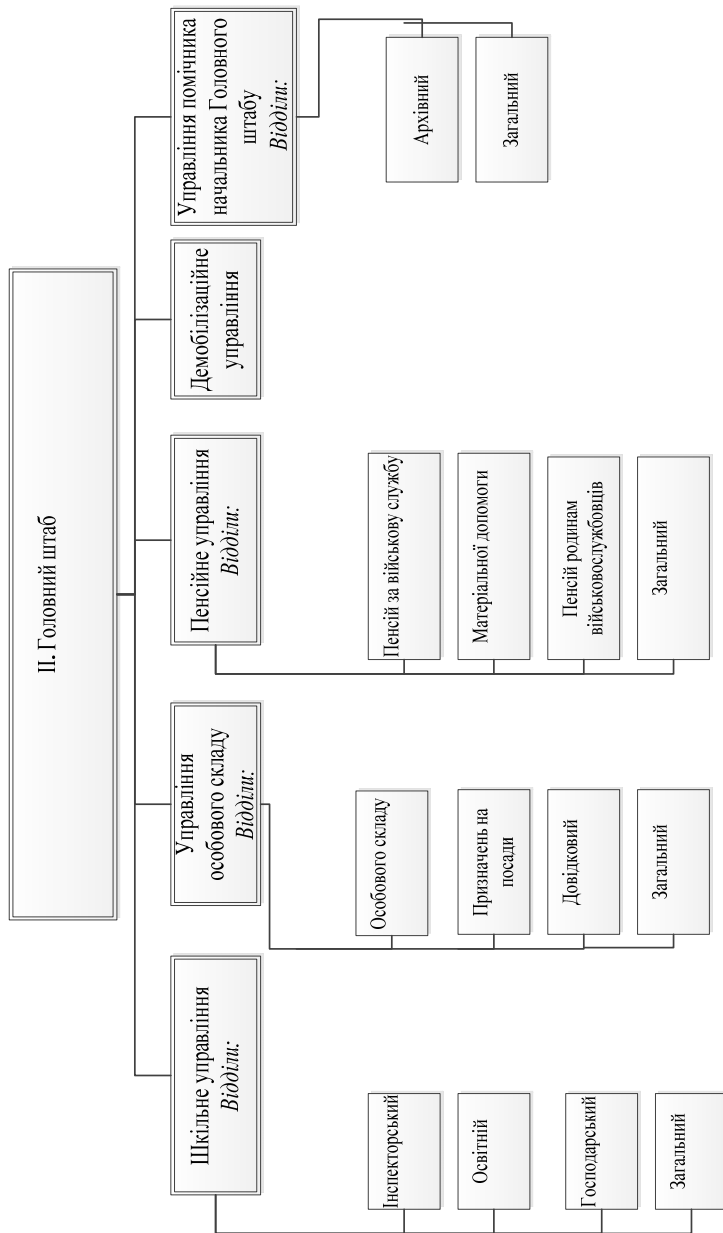 ІІ. Головний штаб
Шкільне управління
Відділи:
Інспекторський
Освітній
Господарський
Загальний
Управління
особового складу
Відділи:
Особового складу
Призначень на
посади
Довідковий
Загальний
Пенсійне управління
Відділи:
Пенсій за військову службу
Матеріальної допомоги
Пенсій родинам
військовослужбовців
Загальний
Демобілізаційне
управління
Управління помічника
начальника Головного
штабу
Відділи:
Архівний
Загальний